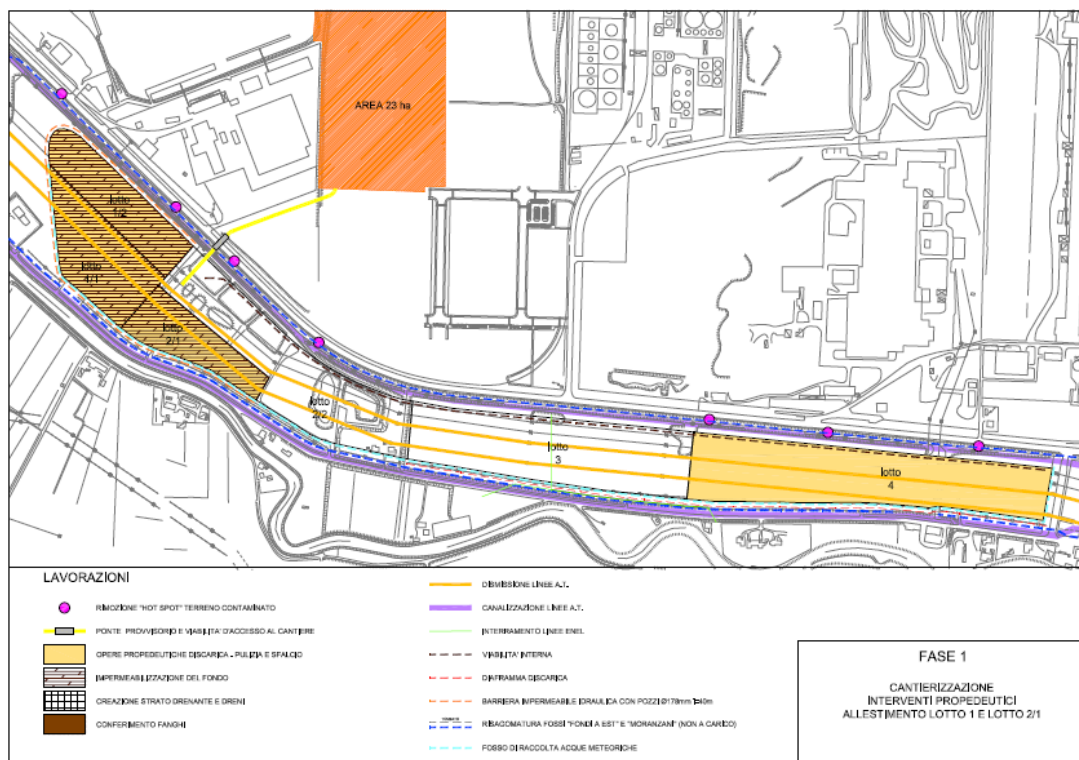 AREA 23 ha
lotto
1/2
lotto
1/1
lotto
2/1
lotto
2/2
lotto
3
lotto
4
LAVORAZIONI
RIMOZIONE "HOT SPOT" TERRENO CONTAMINATO
PONTE PROVVISORIO E VIABILITA' D'ACCESSO AL CANTIERE
OPERE PROPEDEUTICHE DISCARICA - PULIZIA E SFALCIO
IMPERMEABILIZZAZIONE DEL FONDO
CREAZIONE STRATO DRENANTE E DRENI
CONFERIMENTO FANGHI
DISMISSIONE LINEE A.T.
CANALIZZAZIONE LINEE A.T.
INTERRAMENTO LINEE ENEL
VIABILITA' INTERNA
DIAFRAMMA DISCARICA
BARRIERA IMPERMEABILE IDRAULICA CON POZZI Ø178mm
RISAGOMATURA FOSSI "FONDI A EST" E "MORANZANI" (NON A CARICO)
FOSSO DI RACCOLTA ACQUE METEORICHE
FASE 1
CANTIERIZZAZIONE
INTERVENTI PROPEDEUTICI
ALLESTIMENTO LOTTO 1 E LOTTO 2/1